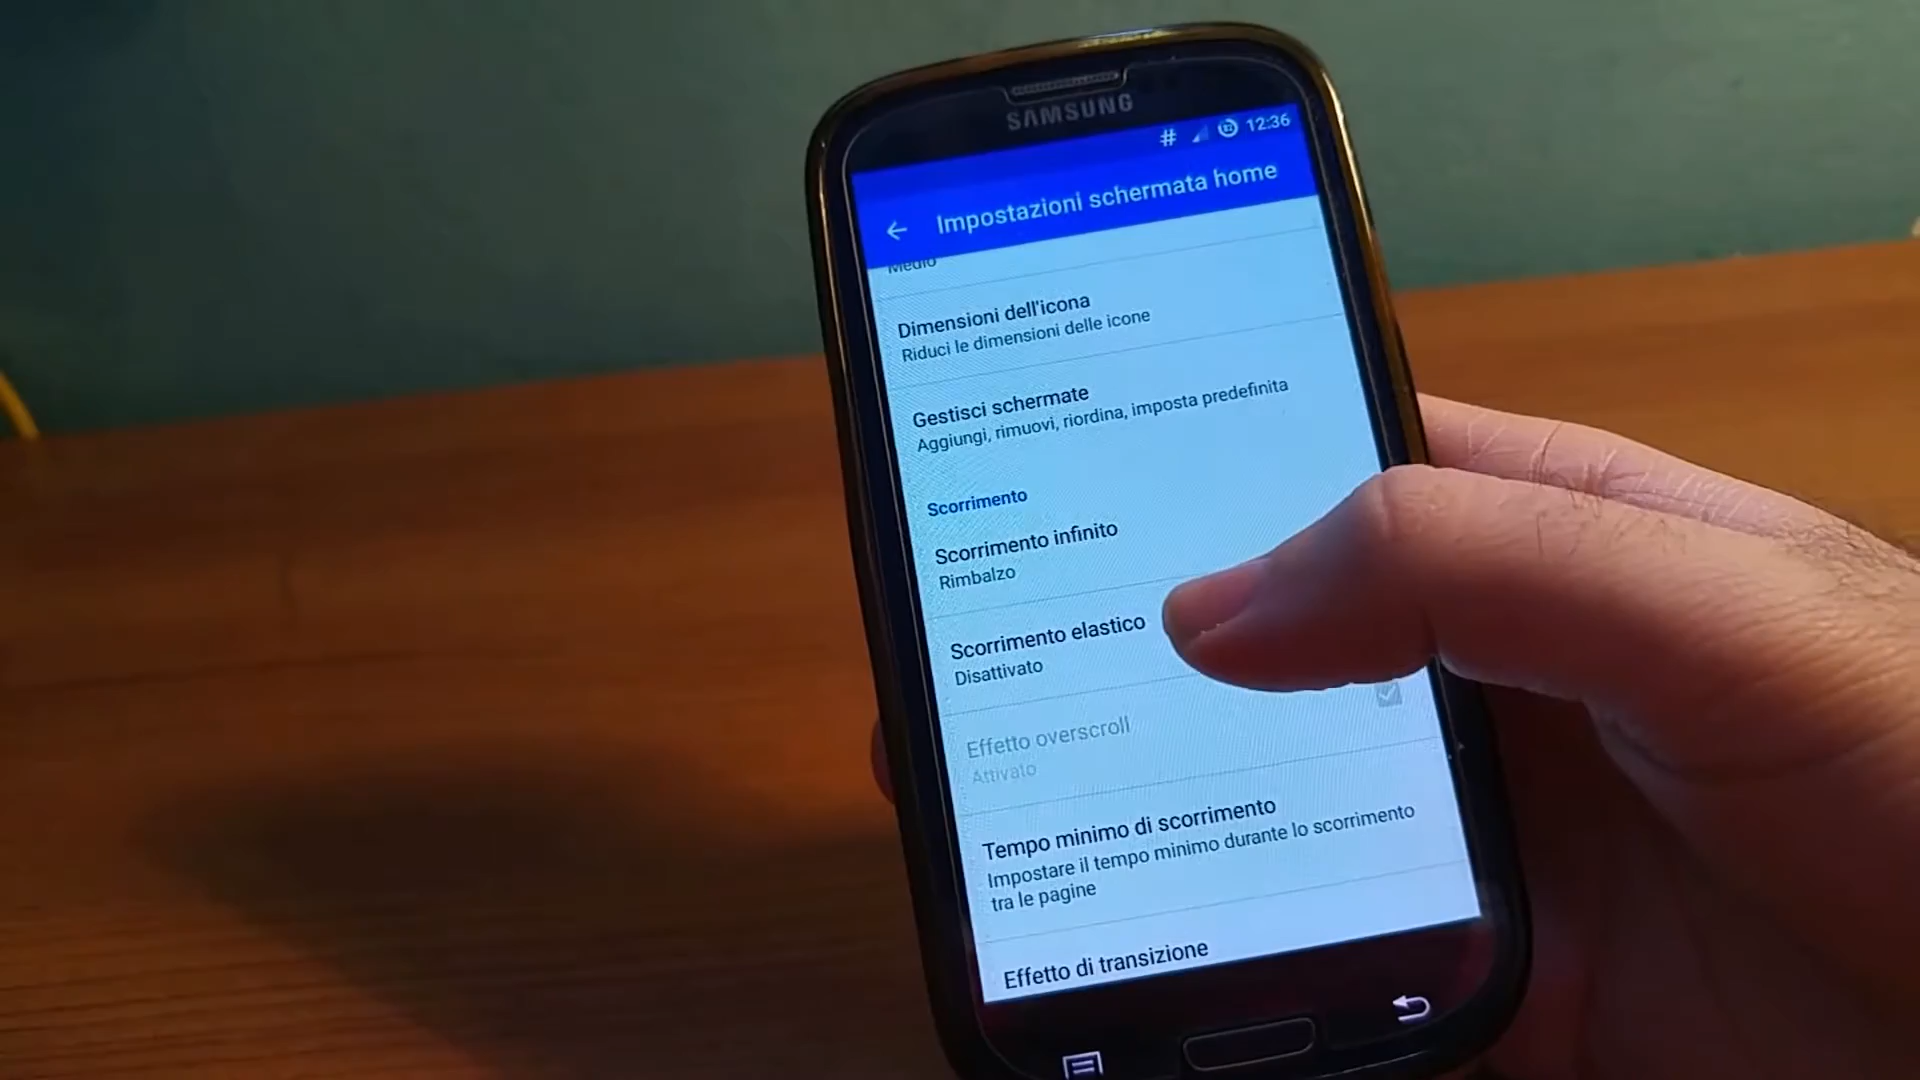 SAMSUNG
# 12:36
Impostazioni schermata home
Medio
Dimensioni dell'icona
Riduci le dimensioni delle icone
Gestisci schermate
Aggiungi, rimuovi, riordina, imposta predefinita
Scorrimento
Scorrimento infinito
Rimbalzo
Scorrimento elastico
Disattivato
Effetto overscroll
Attivato
Tempo minimo di scorrimento
Impostare il tempo minimo durante lo scorrimento
tra le pagine
Effetto di transizione